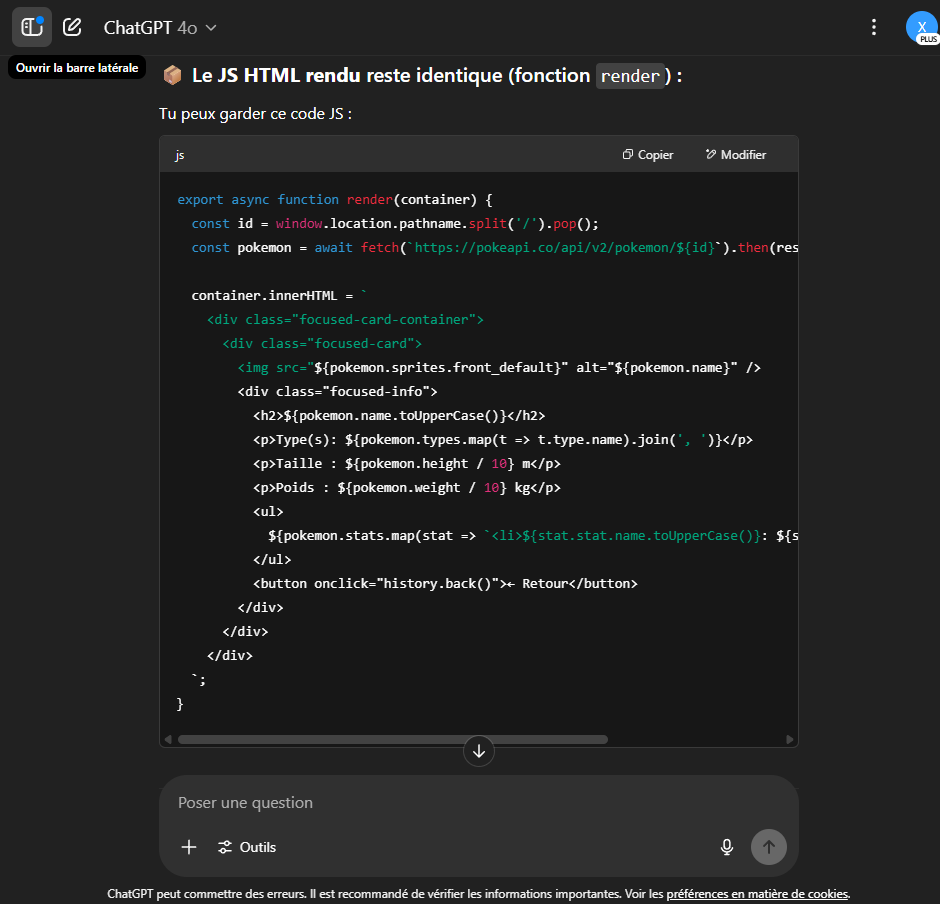 ChatGPT 4o
X
PLUS
Ouvrir la barre latérale
📦 Le JS HTML rendu reste identique (fonction render) :
Tu peux garder ce code JS :
js
Copier
Modifier
export async function render(container) {
  const id = window.location.pathname.split('/').pop();
  const pokemon = await fetch(`https://pokeapi.co/api/v2/pokemon/${id}`).then(res

  container.innerHTML = `
    <div class="focused-card-container">
      <div class="focused-card">
        <img src="${pokemon.sprites.front_default}" alt="${pokemon.name}" />
        <div class="focused-info">
          <h2>${pokemon.name.toUpperCase()}</h2>
          <p>Type(s): ${pokemon.types.map(t => t.type.name).join(', ')}</p>
          <p>Taille : ${pokemon.height / 10} m</p>
          <p>Poids : ${pokemon.weight / 10} kg</p>
          <ul>
            ${pokemon.stats.map(stat => `<li>${stat.stat.name.toUpperCase()}: ${s
          </ul>
          <button onclick="history.back()">← Retour</button>
        </div>
      </div>
    </div>
  `;
}
Poser une question
Outils
ChatGPT peut commettre des erreurs. Il est recommandé de vérifier les informations importantes. Voir les préférences en matière de cookies.